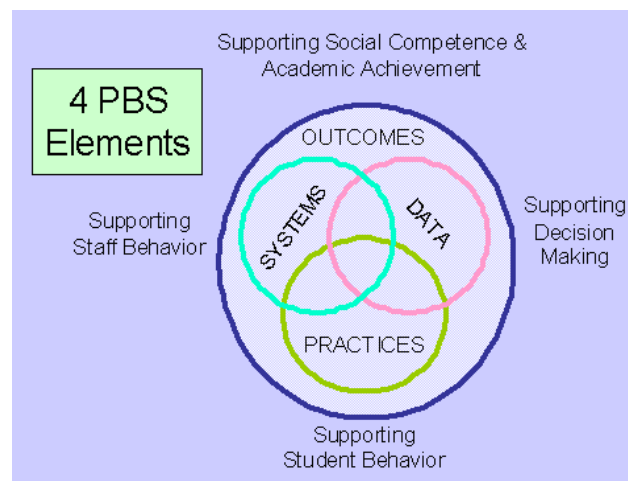 Supporting Social Competence &
Academic Achievement
4 PBS
Elements
OUTCOMES
SYSTEMS
DATA
Supporting
Staff Behavior
Supporting
Decision
Making
PRACTICES
Supporting
Student Behavior